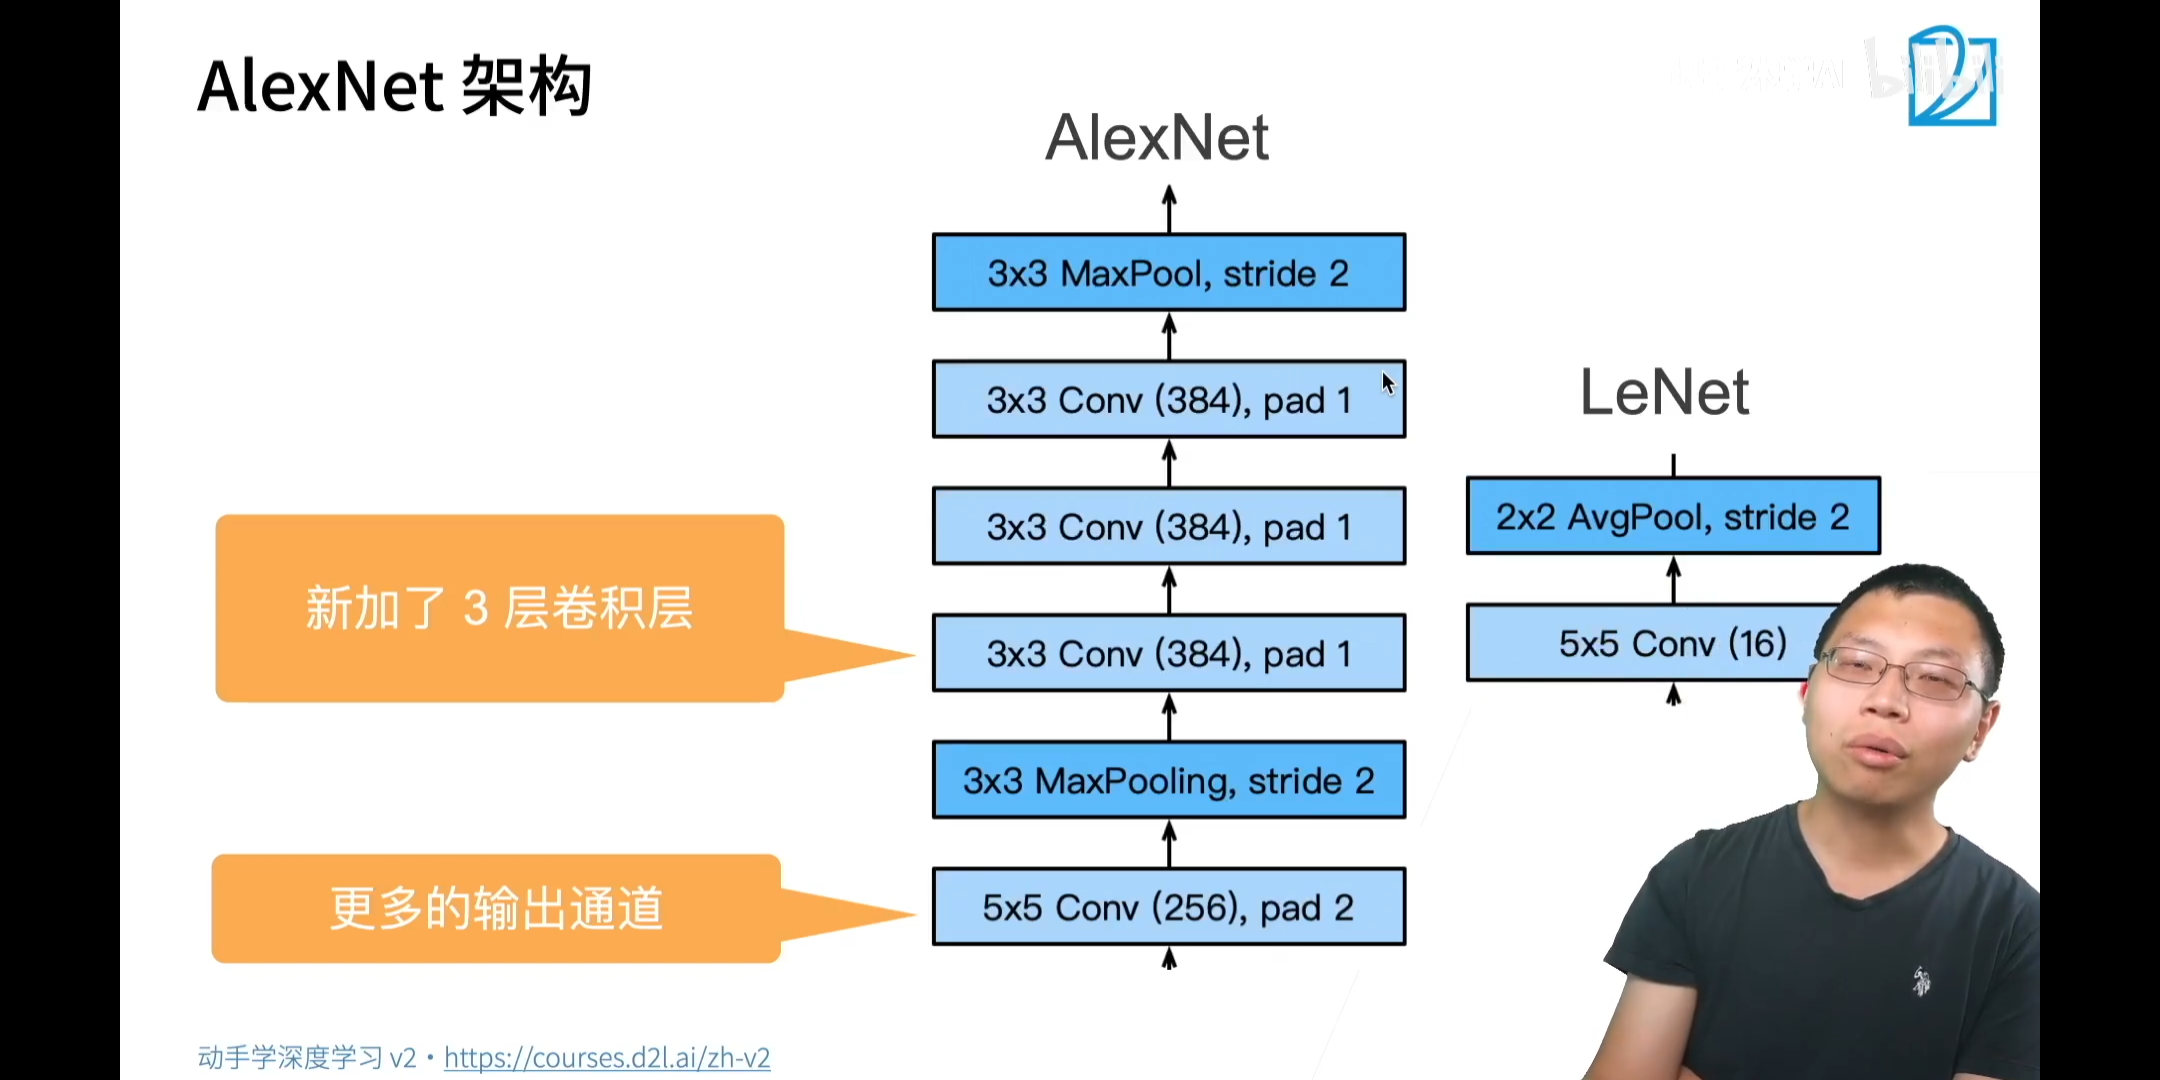 AlexNet 架构
bilibili
AlexNet
3x3 MaxPool, stride 2
3x3 Conv (384), pad 1
3x3 Conv (384), pad 1
3x3 Conv (384), pad 1
3x3 MaxPooling, stride 2
5x5 Conv (256), pad 2
LeNet
2x2 AvgPool, stride 2
5x5 Conv (16)
新加了 3 层卷积层
更多的输出通道
动手学深度学习 v2・https://courses.d2l.ai/zh-v2